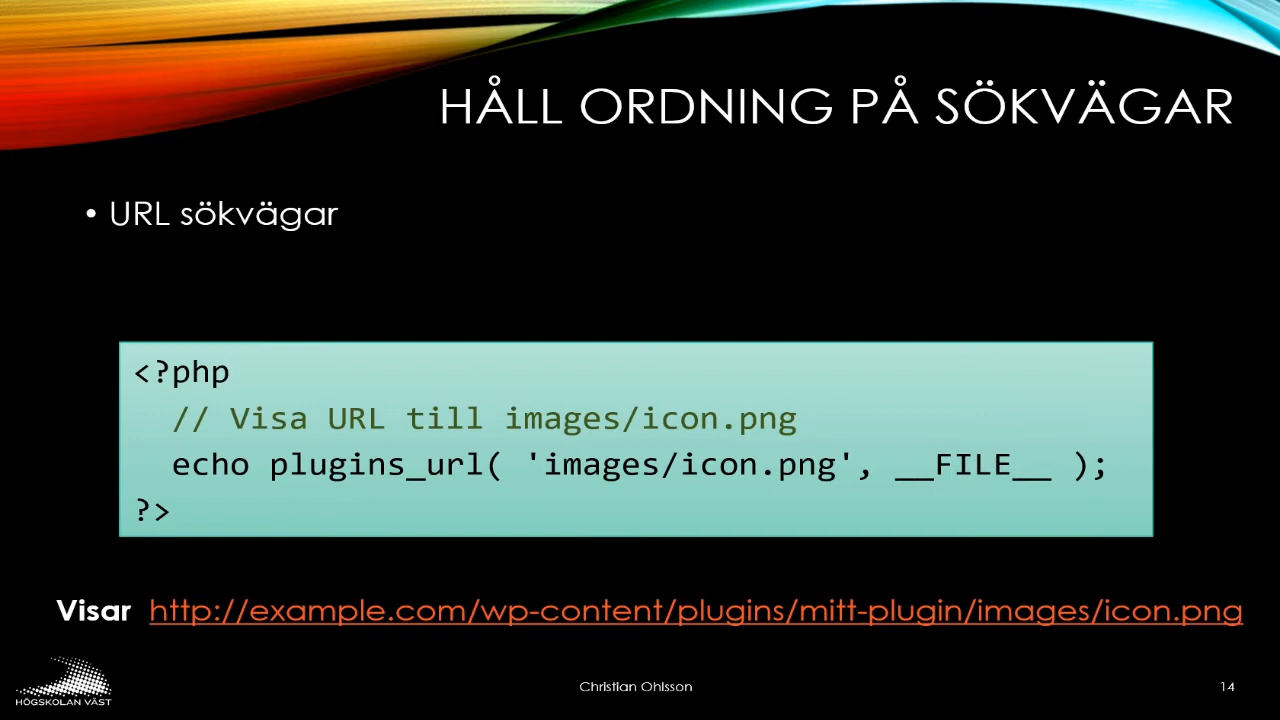 HÅLL ORDNING PÅ SÖKVÄGAR
• URL sökvägar
<?php
// Visa URL till images/icon.png
echo plugins_url( 'images/icon.png', __FILE__ );
?>
Visar http://example.com/wp-content/plugins/mitt-plugin/images/icon.png
HÖGSKOLAN VÄST
Christian Ohlsson
14